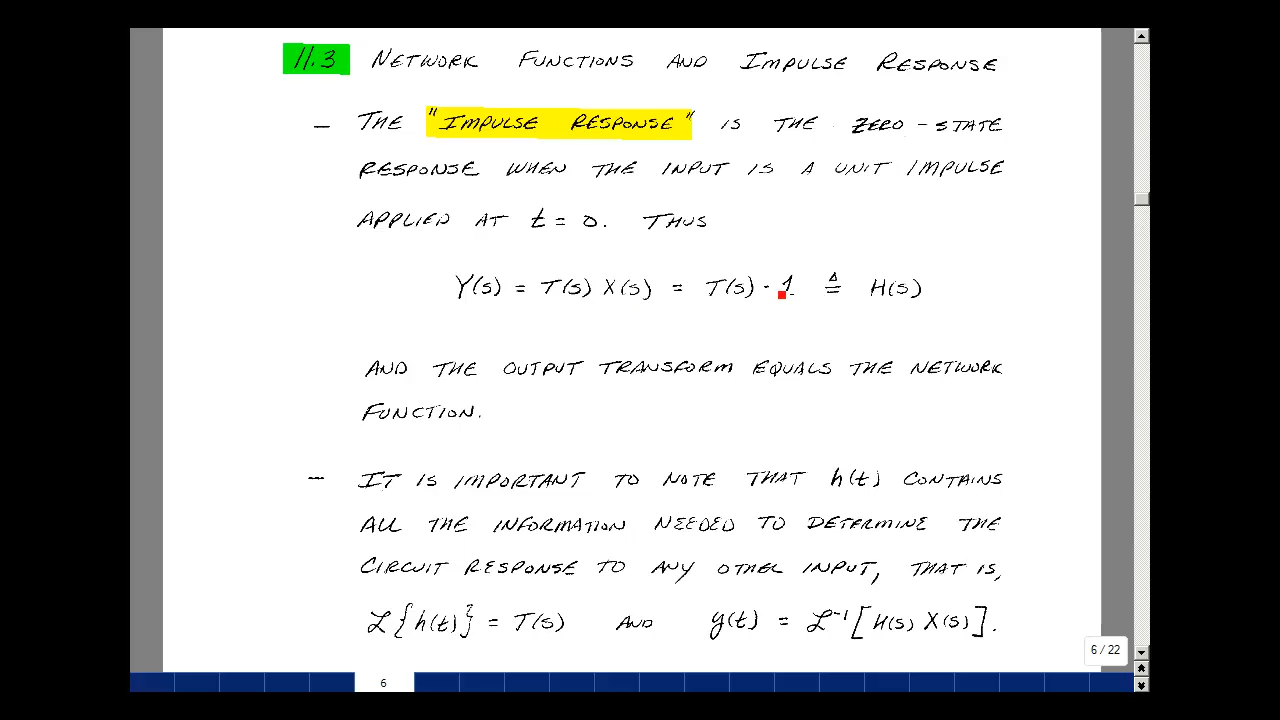 11.3 NETWORK FUNCTIONS AND IMPULSE RESPONSE
– THE "IMPULSE RESPONSE" IS THE ZERO-STATE
RESPONSE WHEN THE INPUT IS A UNIT IMPULSE
APPLIED AT t = 0. THUS
Y(s) = T(s) X(s) = T(s) · 1 ≜ H(s)
AND THE OUTPUT TRANSFORM EQUALS THE NETWORK
FUNCTION.
– IT IS IMPORTANT TO NOTE THAT h(t) CONTAINS
ALL THE INFORMATION NEEDED TO DETERMINE THE
CIRCUIT RESPONSE TO ANY OTHER INPUT, THAT IS,
ℒ{h(t)} = T(s) AND y(t) = ℒ⁻¹[H(s) X(s)].
6 / 22
6